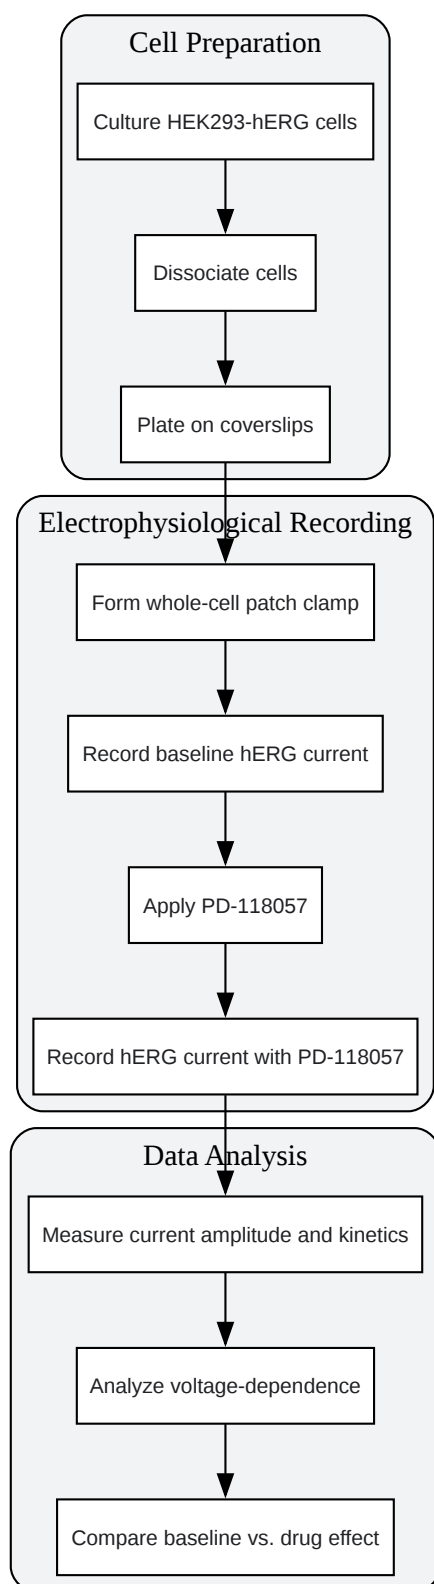 Cell Preparation
Culture HEK293-hERG cells
Dissociate cells
Plate on coverslips
Electrophysiological Recording
Form whole-cell patch clamp
Record baseline hERG current
Apply PD-118057
Record hERG current with PD-118057
Data Analysis
Measure current amplitude and kinetics
Analyze voltage-dependence
Compare baseline vs. drug effect